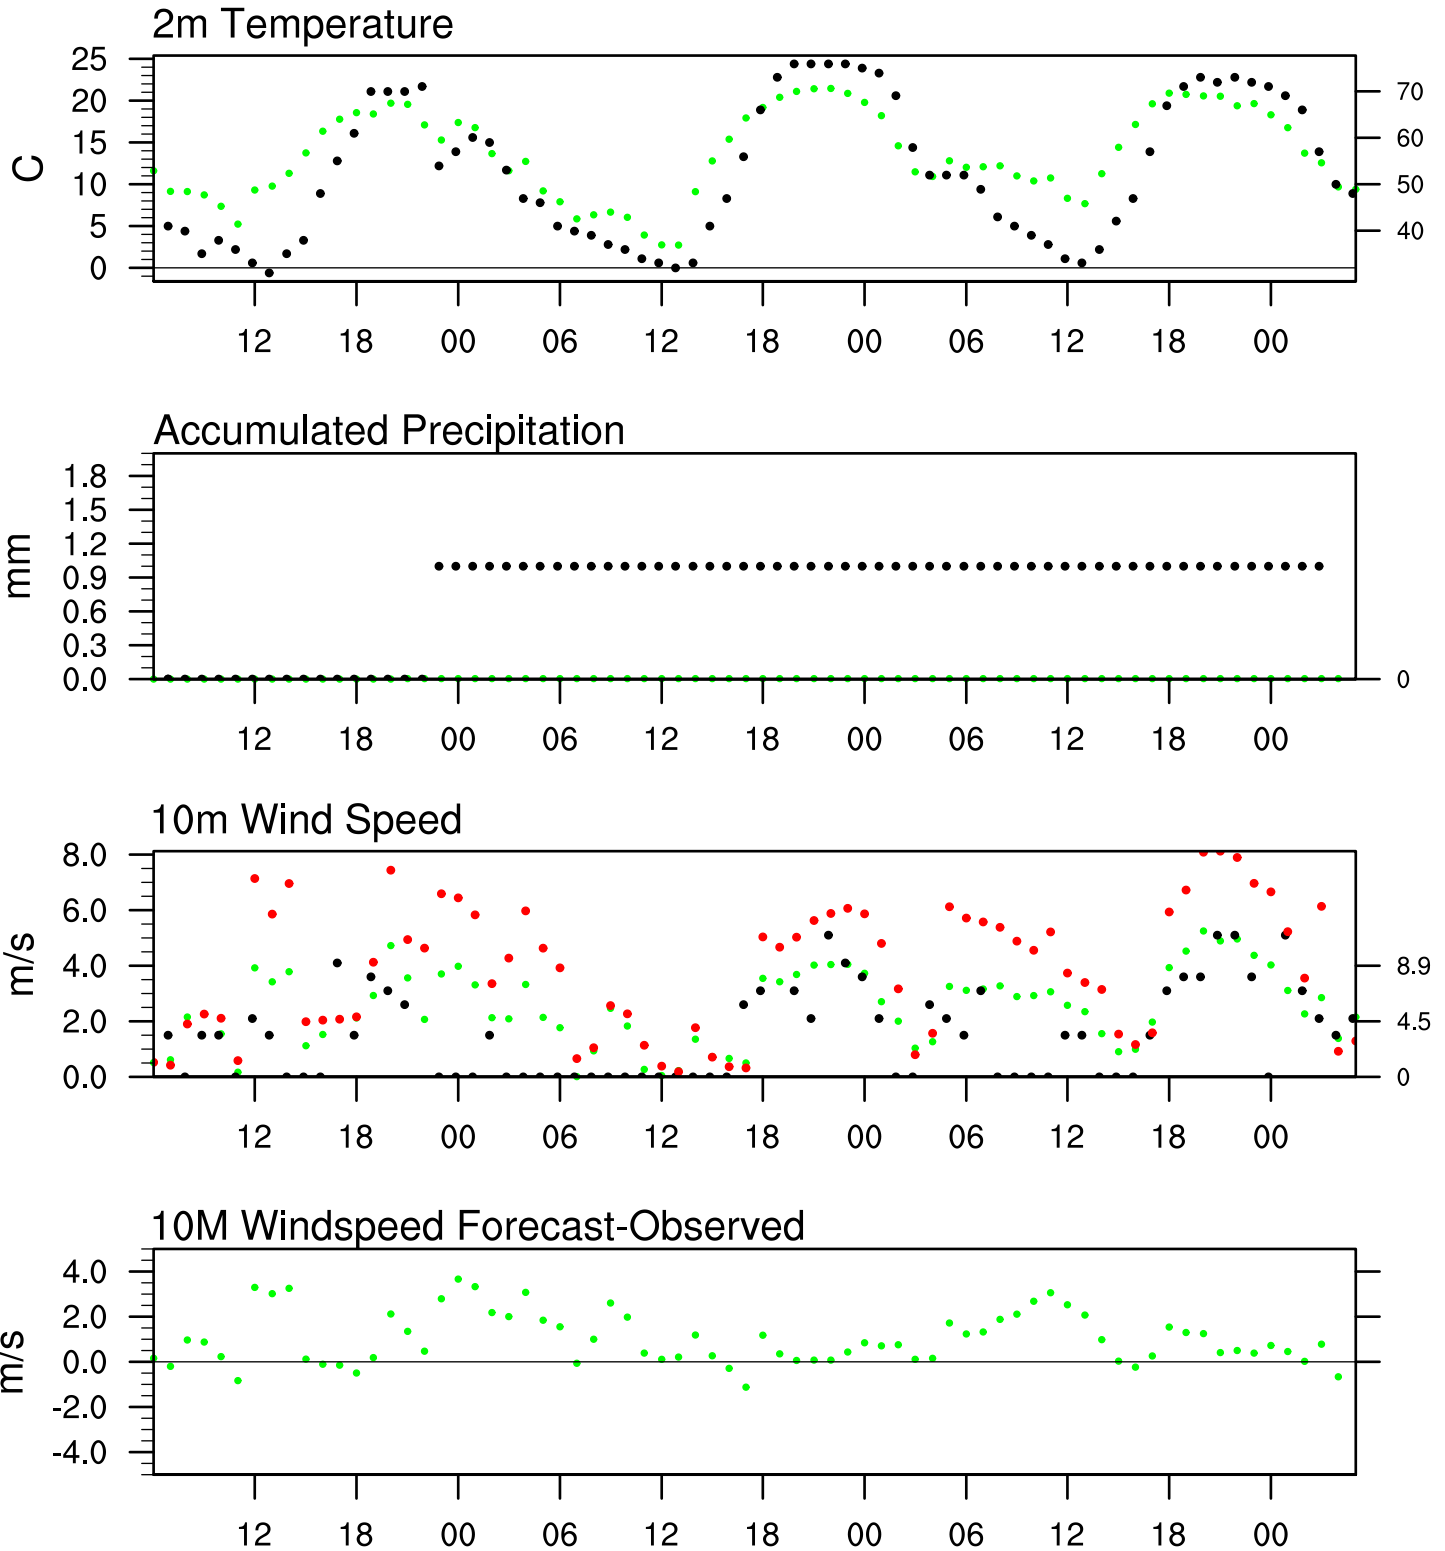 2m Temperature
25
20
15
10
5
0
C
70
60
50
40
12 18 00 06 12 18 00 06 12 18 00
Accumulated Precipitation
1.8
1.5
1.2
0.9
0.6
0.3
0.0
mm
0
12 18 00 06 12 18 00 06 12 18 00
10m Wind Speed
8.0
6.0
4.0
2.0
0.0
m/s
8.9
4.5
0
12 18 00 06 12 18 00 06 12 18 00
10M Windspeed Forecast-Observed
4.0
2.0
0.0
-2.0
-4.0
m/s
12 18 00 06 12 18 00 06 12 18 00